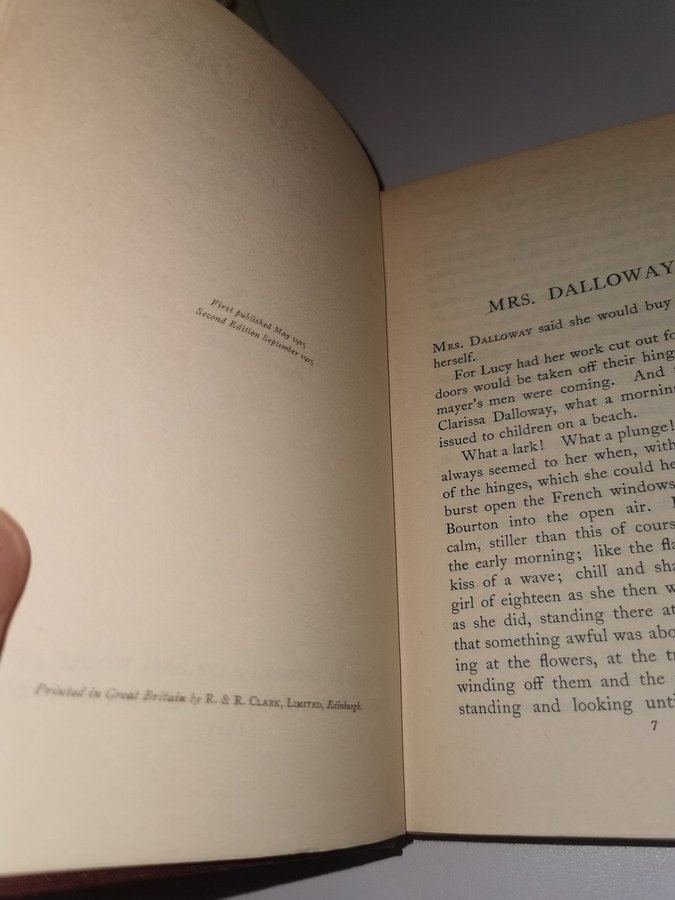 First published May 1925
Second Edition September 1925
Printed in Great Britain by R. & R. CLARK, LIMITED, Edinburgh.
MRS. DALLOWAY
MRS. DALLOWAY said she would buy
herself.
For Lucy had her work cut out fo
doors would be taken off their hing
mayer's men were coming. And
Clarissa Dalloway, what a mornin
issued to children on a beach.
What a lark! What a plunge!
always seemed to her when, with
of the hinges, which she could he
burst open the French windows
Bourton into the open air.
calm, stiller than this of cours
the early morning; like the fla
kiss of a wave; chill and sha
girl of eighteen as she then w
as she did, standing there at
that something awful was abo
ing at the flowers, at the tr
winding off them and the
standing and looking unti
7